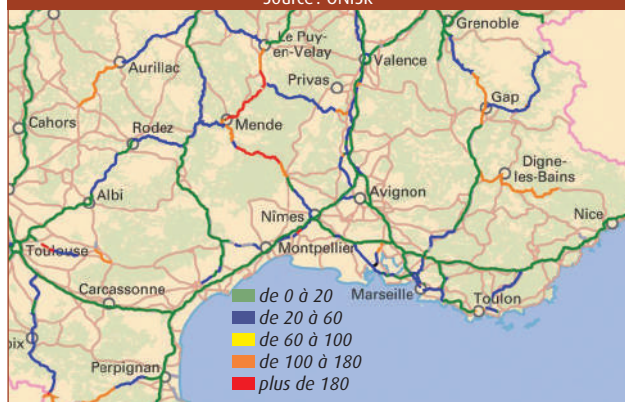 Source : UNISR
Grenoble
Le Puy-
en-Velay
Aurillac
Valence
Privas
Gap
Cahors
Rodez
Mende
Digne-
les-Bains
Albi
Avignon
Nîmes
Nice
Toulouse
Montpellier
Carcassonne
Marseille
Toulon
Perpignan
de 0 à 20
de 20 à 60
de 60 à 100
de 100 à 180
plus de 180